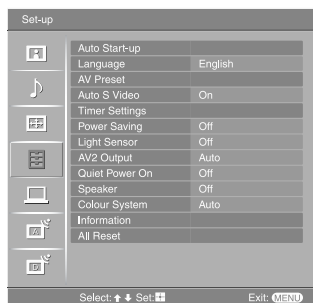 Set-up
Auto Start-up
Language English
AV Preset
Auto S Video On
Timer Settings
Power Saving Off
Light Sensor Off
AV2 Output Auto
Quiet Power On Off
Speaker Off
Colour System Auto
Information
All Reset
A
D
Select: Set: Exit: MENU